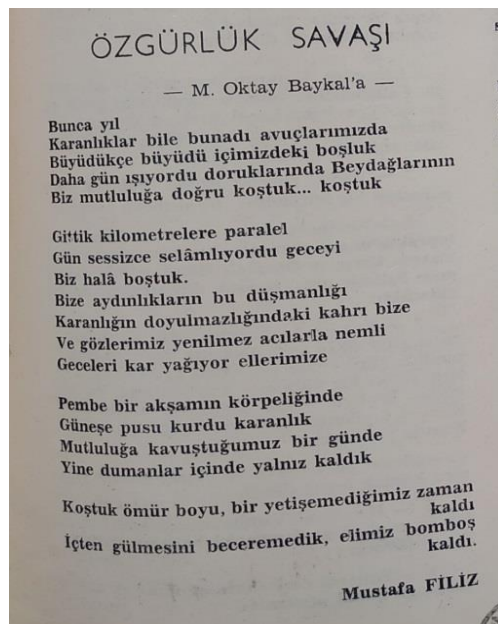 ÖZGÜRLÜK SAVAŞI
— M. Oktay Baykal'a —
Bunca yıl
Karanlıklar bile bunadı avuçlarımızda
Büyüdükçe büyüdü içimizdeki boşluk
Daha gün ışıyordu doruklarında Beydağlarının
Biz mutluluğa doğru koştuk... koştuk
Gittik kilometrelere paralel
Gün sessizce selâmlıyordu geceyi
Biz halâ boştuk.
Bize aydınlıkların bu düşmanlığı
Karanlığın doyulmazlığındaki kahrı bize
Ve gözlerimiz yenilmez acılarla nemli
Geceleri kar yağıyor ellerimize
Pembe bir akşamın körpeliğinde
Güneşe pusu kurdu karanlık
Mutluluğa kavuştuğumuz bir günde
Yine dumanlar içinde yalnız kaldık
Koştuk ömür boyu, bir yetişemediğimiz zaman
kaldı
İçten gülmesini beceremedik, elimiz bomboş
kaldı.
Mustafa FİLİZ